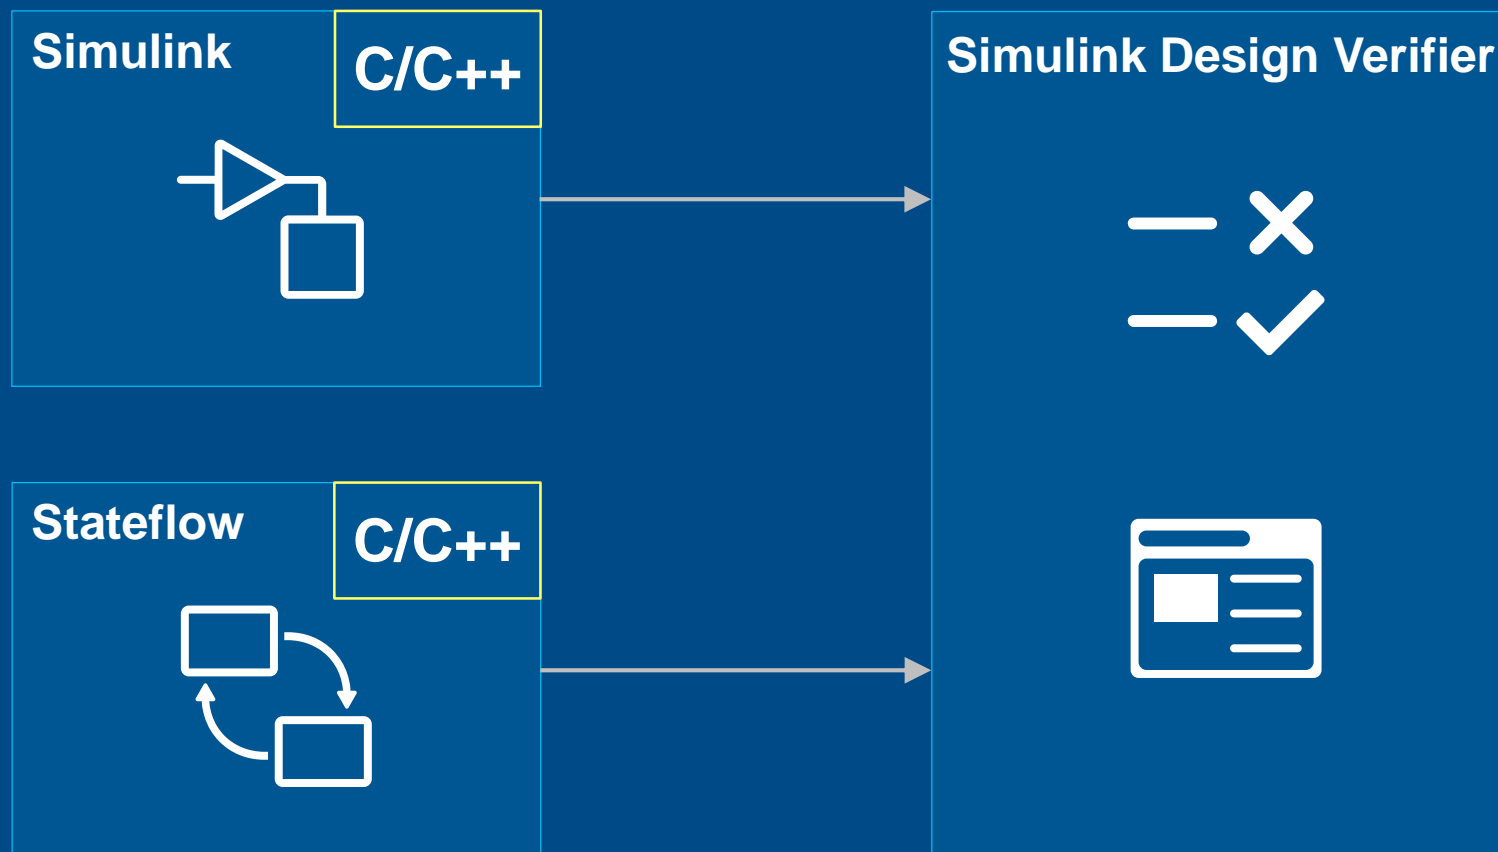 Simulink
C/C++
Simulink Design Verifier
Stateflow
C/C++